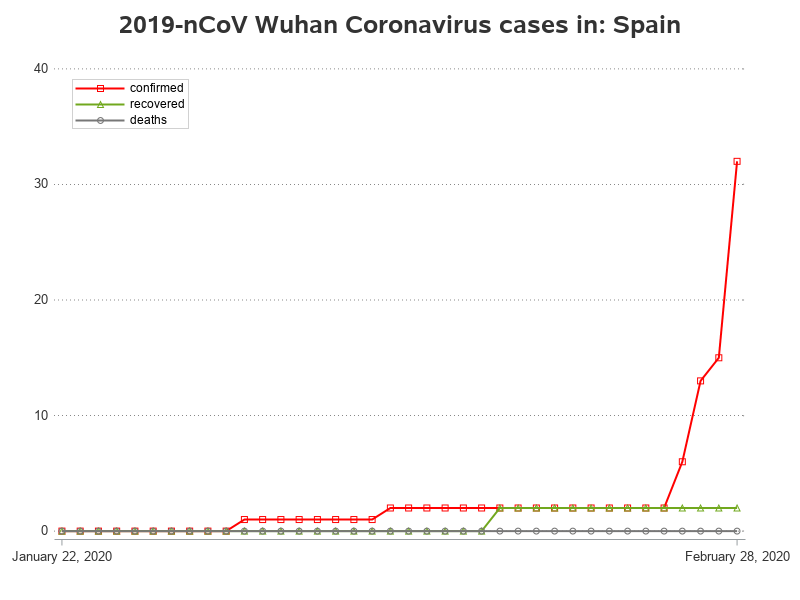 2019-nCoV Wuhan Coronavirus cases in: Spain
40
confirmed
recovered
deaths
30
20
10
0
January 22, 2020
February 28, 2020